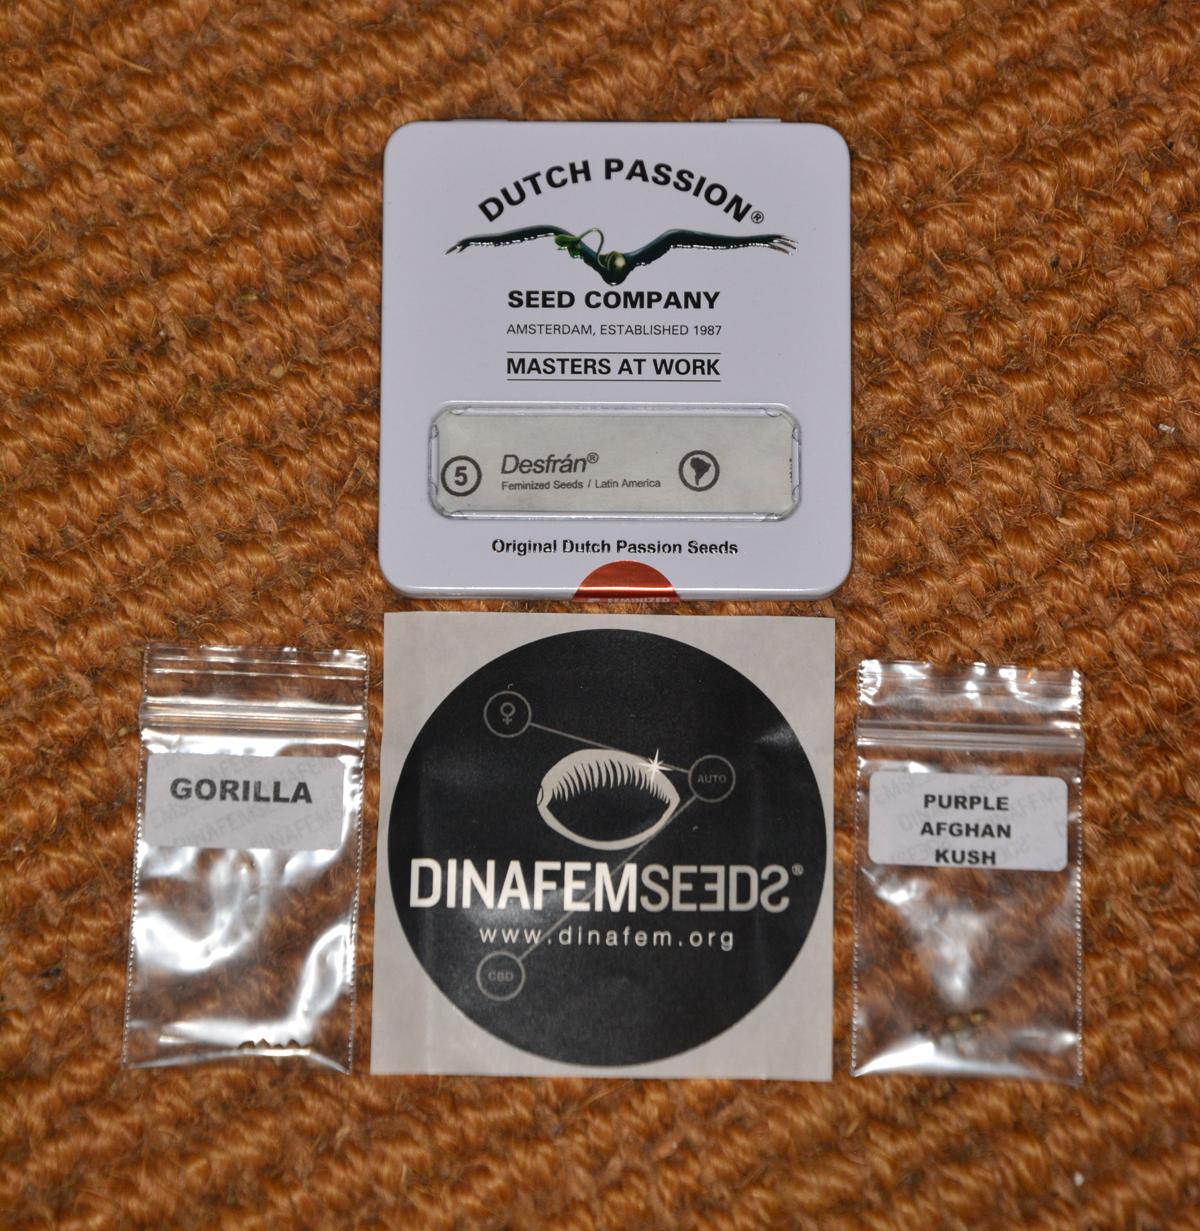 DUTCH PASSION®
SEED COMPANY
AMSTERDAM, ESTABLISHED 1987
MASTERS AT WORK
5
Desfrán®
Feminized Seeds / Latin America
Original Dutch Passion Seeds
FEMINIZED
GORILLA
AUTO
DINAFEMSEEDS®
www.dinafem.org
CBD
PURPLE
AFGHAN
KUSH